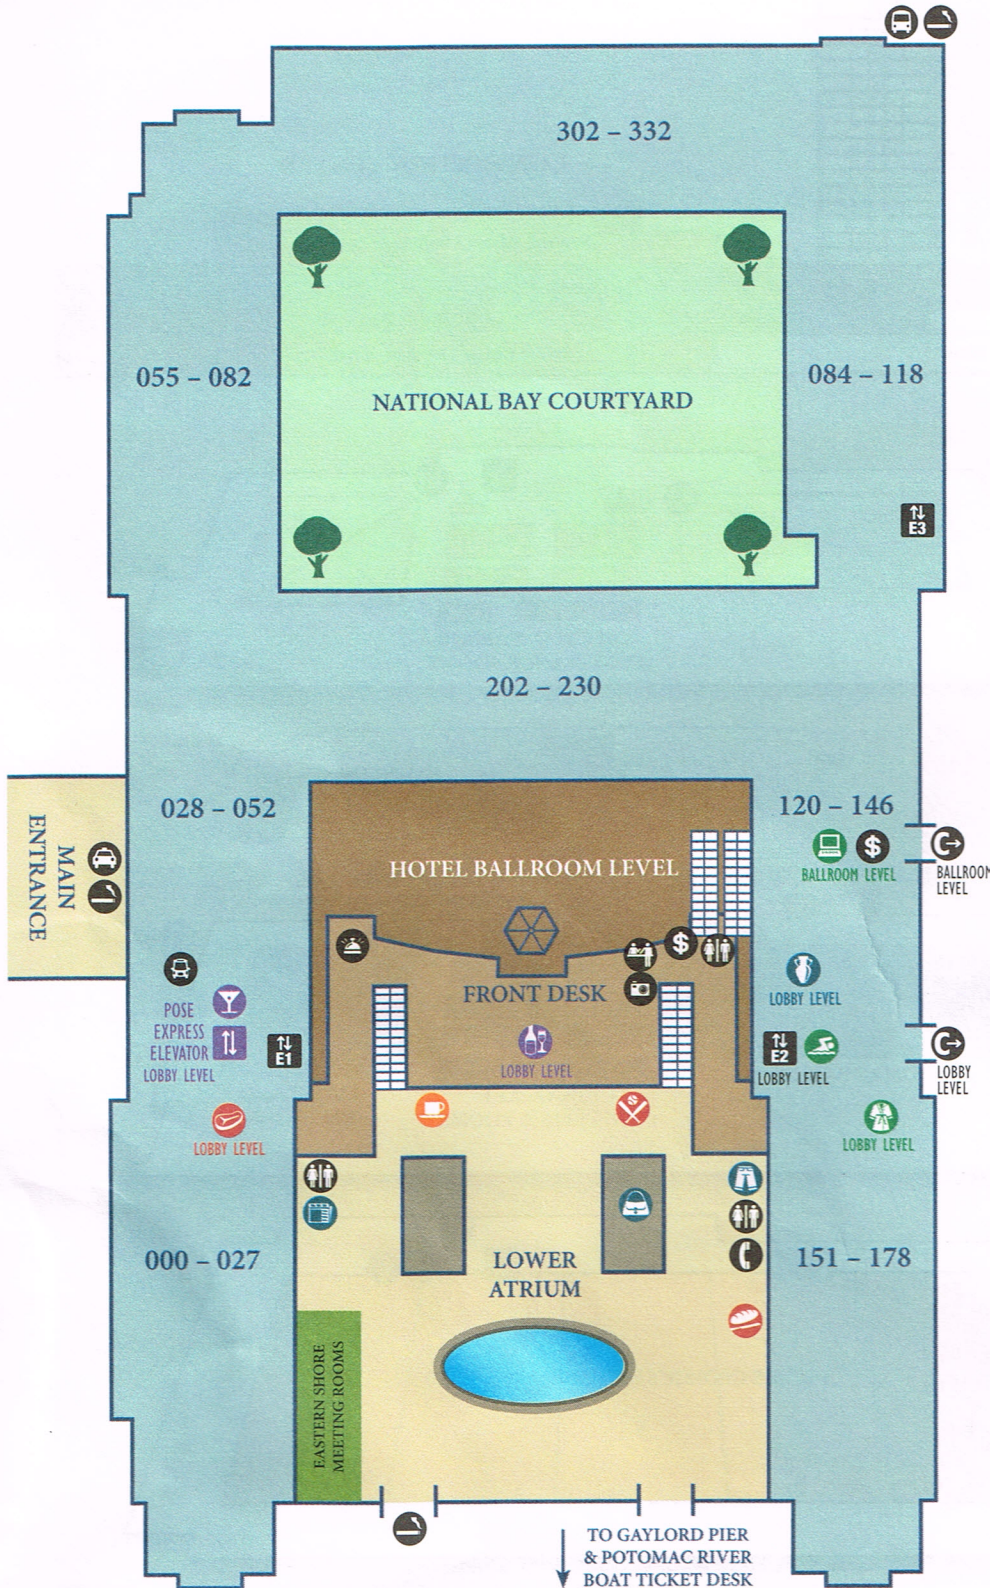 302 – 332
055 – 082
084 – 118
NATIONAL BAY COURTYARD
E3
202 – 230
028 – 052
120 – 146
MAIN
ENTRANCE
HOTEL BALLROOM LEVEL
$
BALLROOM LEVEL
BALLROOM
LEVEL
$
FRONT DESK
POSE
EXPRESS
ELEVATOR
LOBBY LEVEL
E1
LOBBY LEVEL
LOBBY LEVEL
E2
LOBBY LEVEL
LOBBY
LEVEL
LOBBY LEVEL
LOBBY LEVEL
000 – 027
LOWER
ATRIUM
151 – 178
EASTERN SHORE
MEETING ROOMS
TO GAYLORD PIER
& POTOMAC RIVER
BOAT TICKET DESK